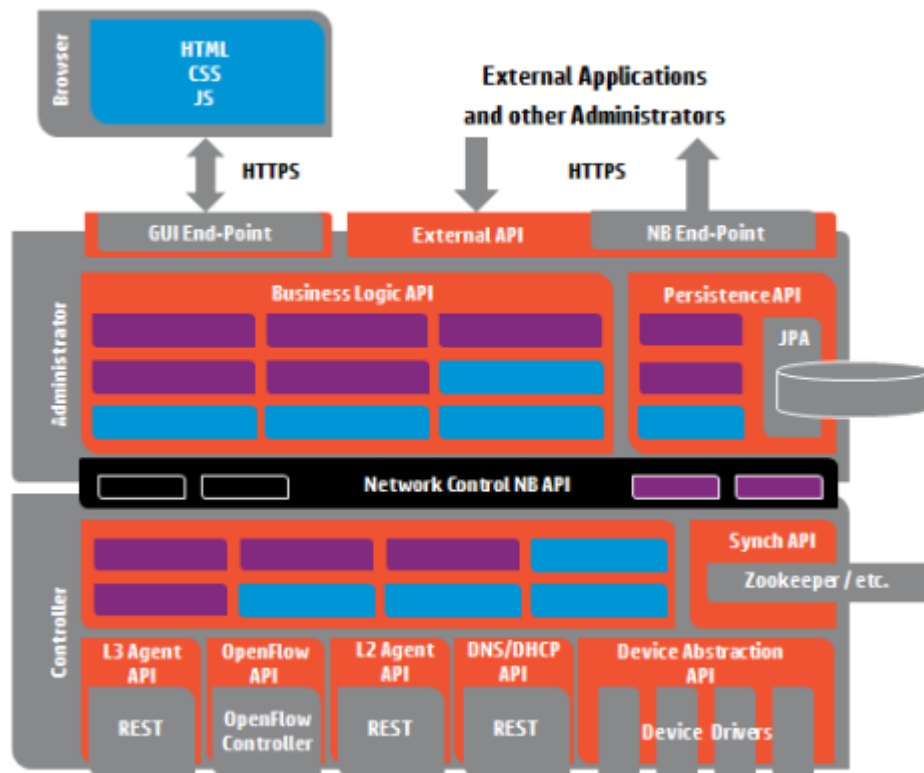 Browser
HTML
CSS
JS
External Applications
and other Administrators
HTTPS
HTTPS
GUI End-Point
External API
NB End-Point
Administrator
Business Logic API
Persistence API
JPA
Network Control NB API
Controller
Synch API
Zookeeper / etc.
L3 Agent
API
OpenFlow
API
L2 Agent
API
DNS/DHCP
API
Device Abstraction
API
REST
OpenFlow
Controller
REST
REST
Device Drivers